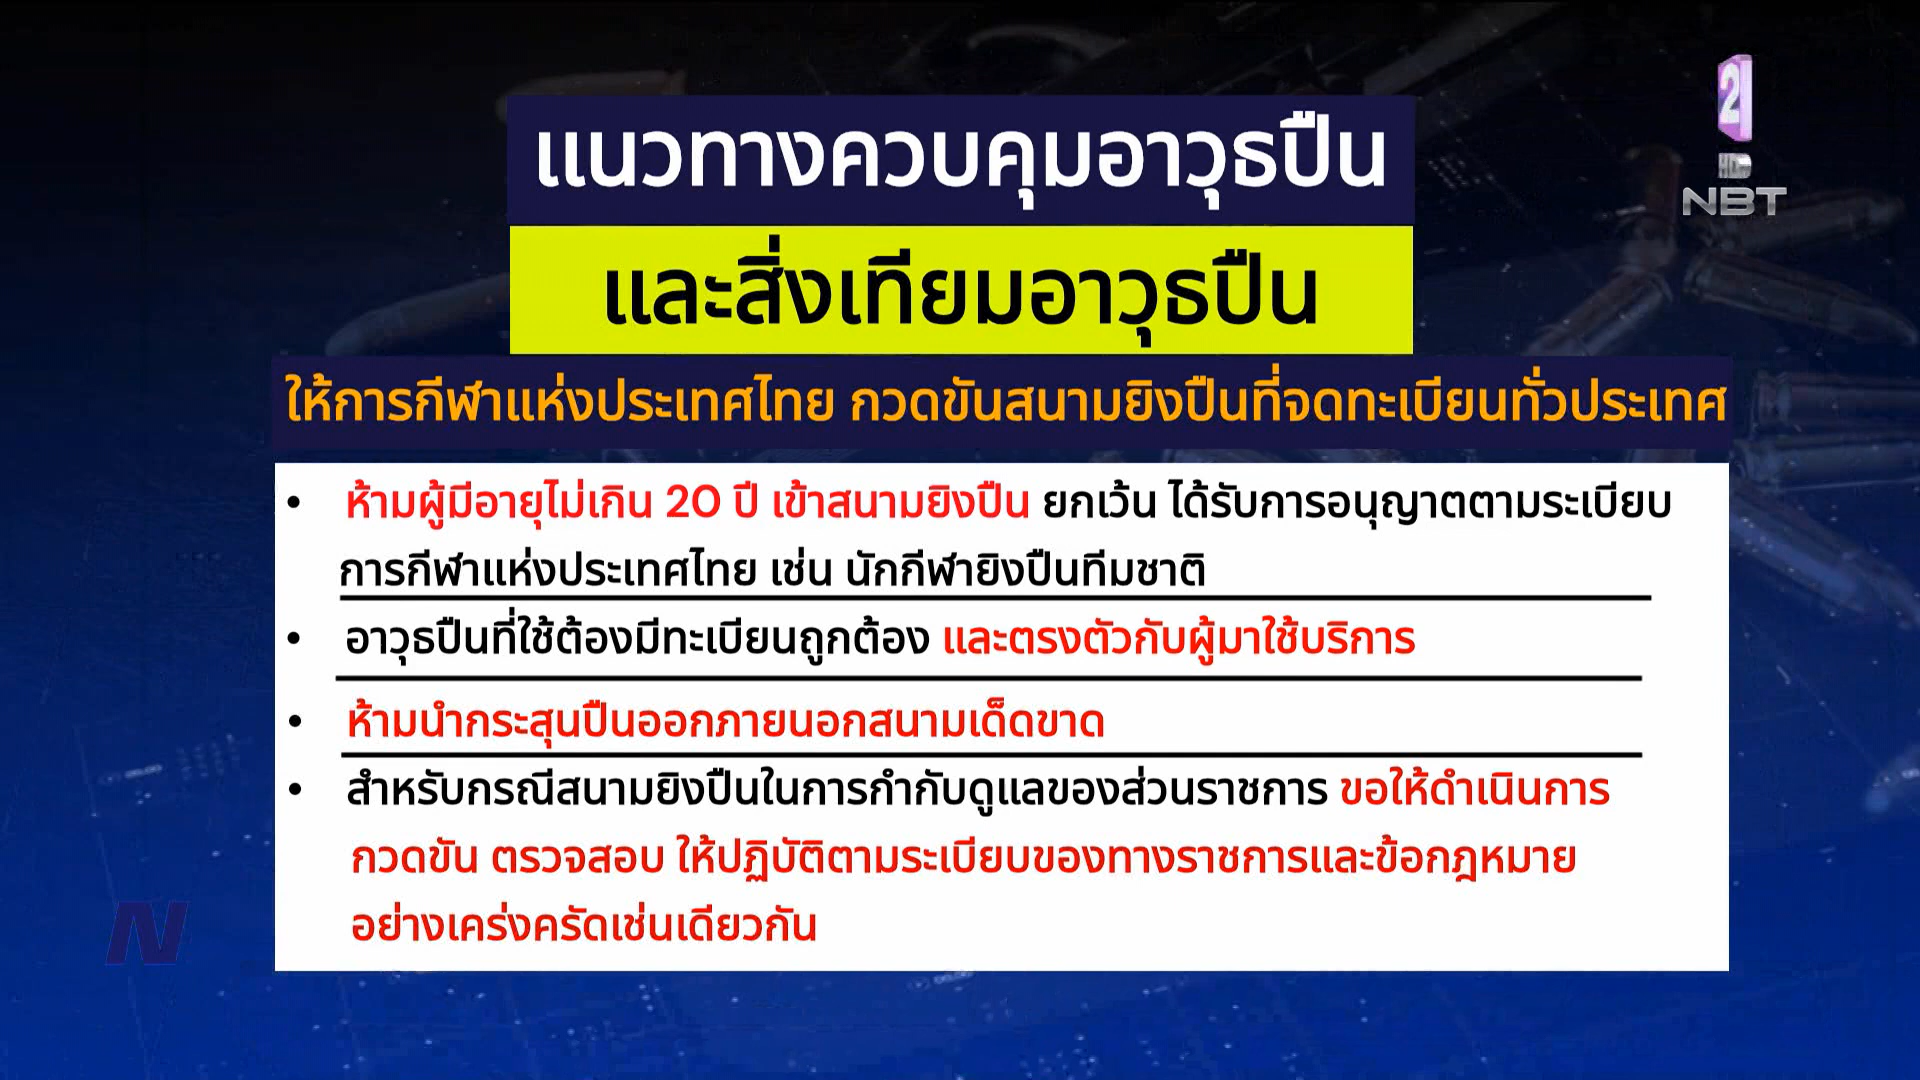 แนวทางควบคุมอาวุธปืน
และสิ่งเทียมอาวุธปืน
ให้การกีฬาแห่งประเทศไทย กวดขันสนามยิงปืนที่จดทะเบียนทั่วประเทศ
• ห้ามผู้มีอายุไม่เกิน 20 ปี เข้าสนามยิงปืน ยกเว้น ได้รับการอนุญาตตามระเบียบ
การกีฬาแห่งประเทศไทย เช่น นักกีฬายิงปืนทีมชาติ
• อาวุธปืนที่ใช้ต้องมีทะเบียนถูกต้อง และตรงตัวกับผู้มาใช้บริการ
• ห้ามนำกระสุนปืนออกภายนอกสนามเด็ดขาด
• สำหรับกรณีสนามยิงปืนในการกำกับดูแลของส่วนราชการ ขอให้ดำเนินการ
กวดขัน ตรวจสอบ ให้ปฏิบัติตามระเบียบของทางราชการและข้อกฎหมาย
อย่างเคร่งครัดเช่นเดียวกัน
2
HD
NBT
N